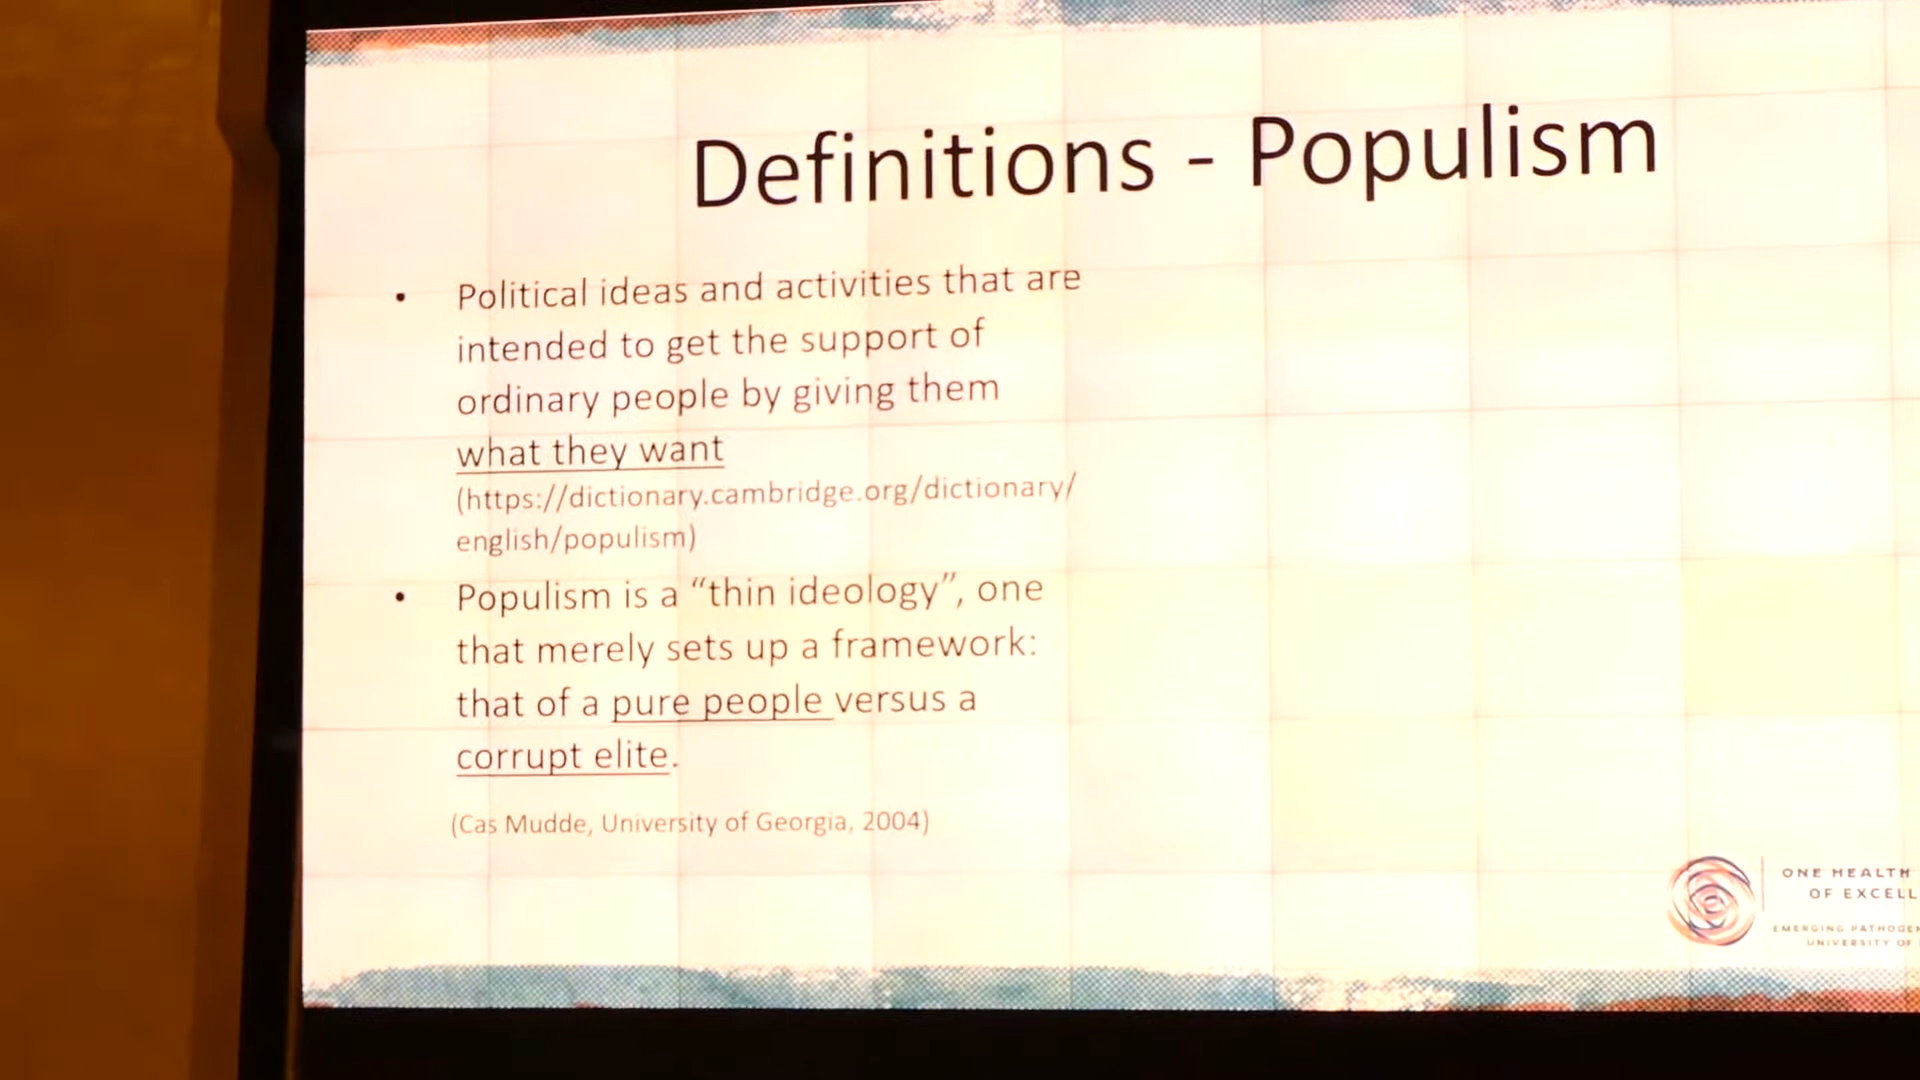 Definitions - Populism
• Political ideas and activities that are
intended to get the support of
ordinary people by giving them
what they want
(https://dictionary.cambridge.org/dictionary/
english/populism)
• Populism is a “thin ideology”, one
that merely sets up a framework:
that of a pure people versus a
corrupt elite.
(Cas Mudde, University of Georgia, 2004)
ONE HEALTH
OF EXCELL
EMERGING PATHOGEN
UNIVERSITY OF